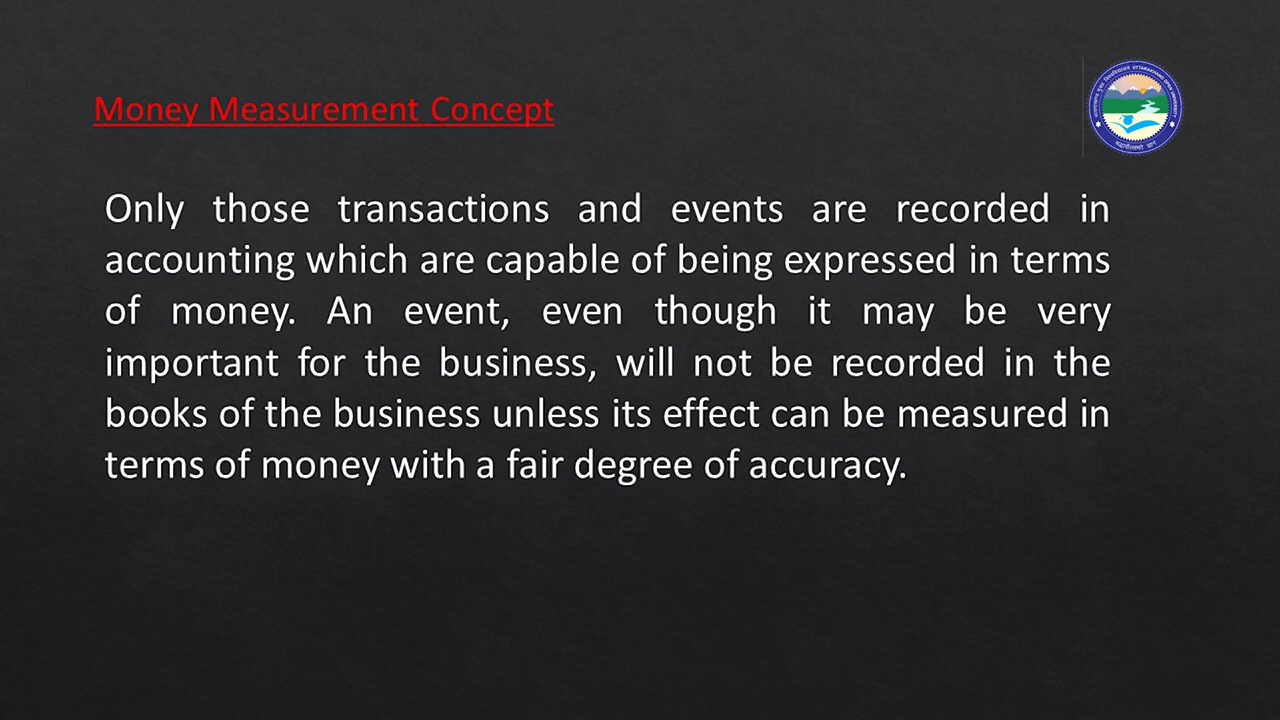 Money Measurement Concept
UTTARAKHAND OPEN UNIVERSITY
Only those transactions and events are recorded in
accounting which are capable of being expressed in terms
of money. An event, even though it may be very
important for the business, will not be recorded in the
books of the business unless its effect can be measured in
terms of money with a fair degree of accuracy.